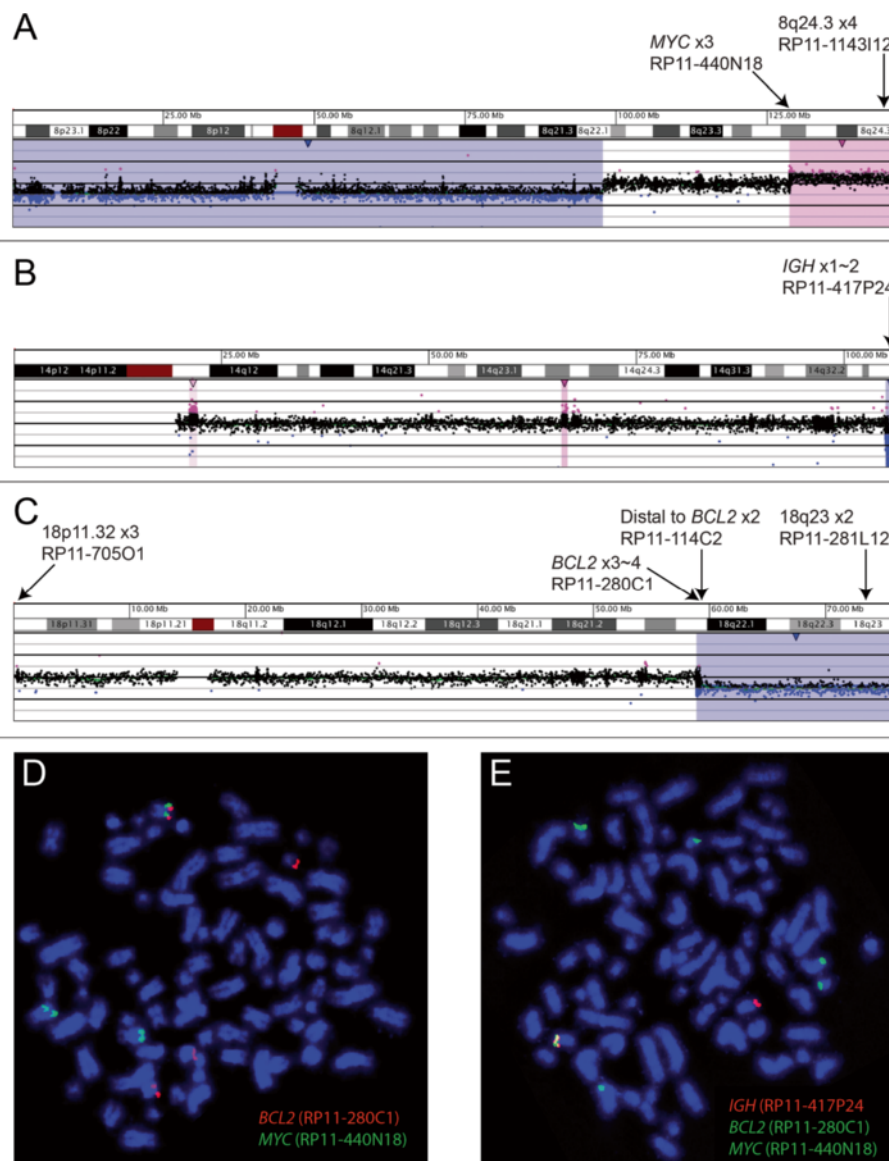 A
MYC x3
RP11-440N18
8q24.3 x4
RP11-1143I12
25.00 Mb 50.00 Mb 75.00 Mb 100.00 Mb 125.00 Mb
8p23.1 8p22 8p12 8q12.1 8q21.3 8q22.1 8q23.3 8q24.3
B
IGH x1~2
RP11-417P24
25.00 Mb 50.00 Mb 75.00 Mb 100.00 Mb
14p12 14p11.2 14q12 14q21.3 14q23.1 14q24.3 14q31.3 14q32.2
C
18p11.32 x3
RP11-705O1
BCL2 x3~4
RP11-280C1
Distal to BCL2 x2
RP11-114C2
18q23 x2
RP11-281L12
10.00 Mb 20.00 Mb 30.00 Mb 40.00 Mb 50.00 Mb 60.00 Mb 70.00 Mb
18p11.31 18p11.21 18q11.2 18q12.1 18q12.3 18q21.1 18q21.2 18q22.1 18q22.3 18q23
D
BCL2 (RP11-280C1)
MYC (RP11-440N18)
E
IGH (RP11-417P24
BCL2 (RP11-280C1)
MYC (RP11-440N18)